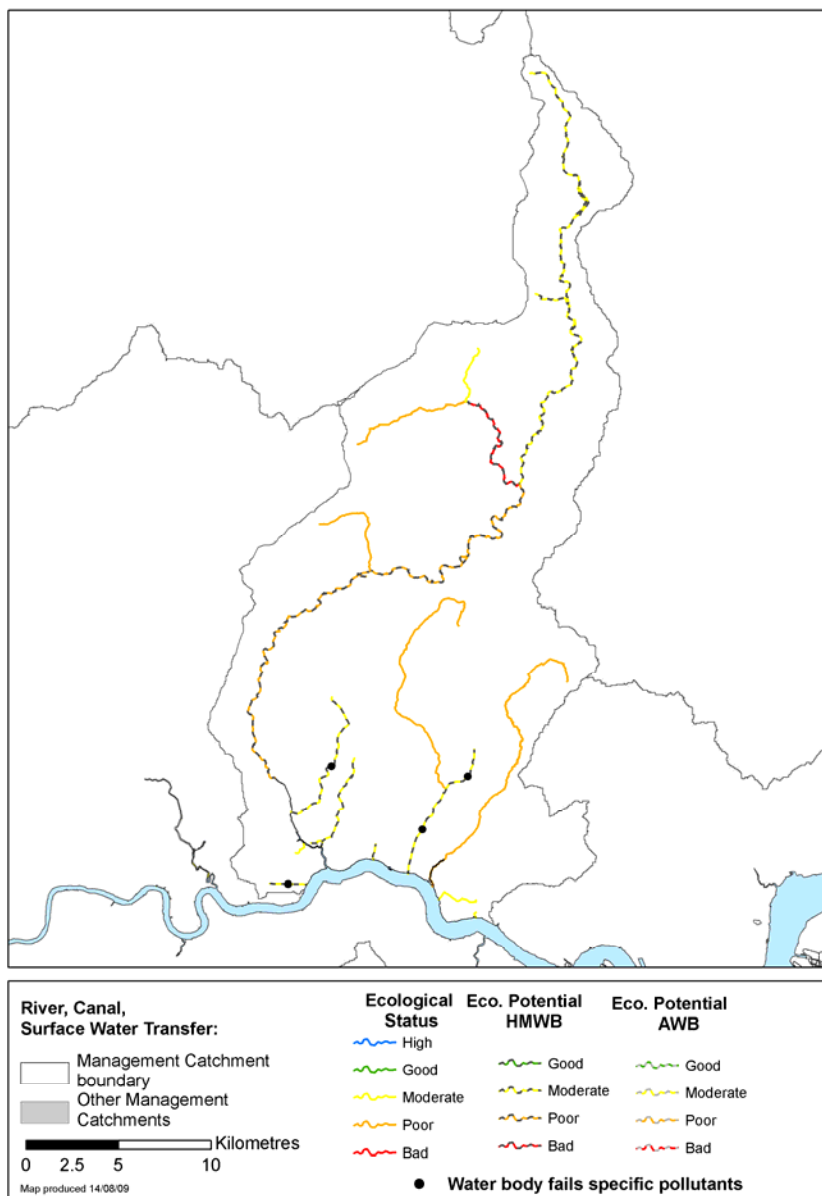 River, Canal,
Surface Water Transfer:
Management Catchment
boundary
Other Management
Catchments
Kilometres
0 2.5 5 10
Map produced 14/08/09
Ecological
Status
High
Good
Moderate
Poor
Bad
Eco. Potential
HMWB
Good
Moderate
Poor
Bad
Eco. Potential
AWB
Good
Moderate
Poor
Bad
Water body fails specific pollutants